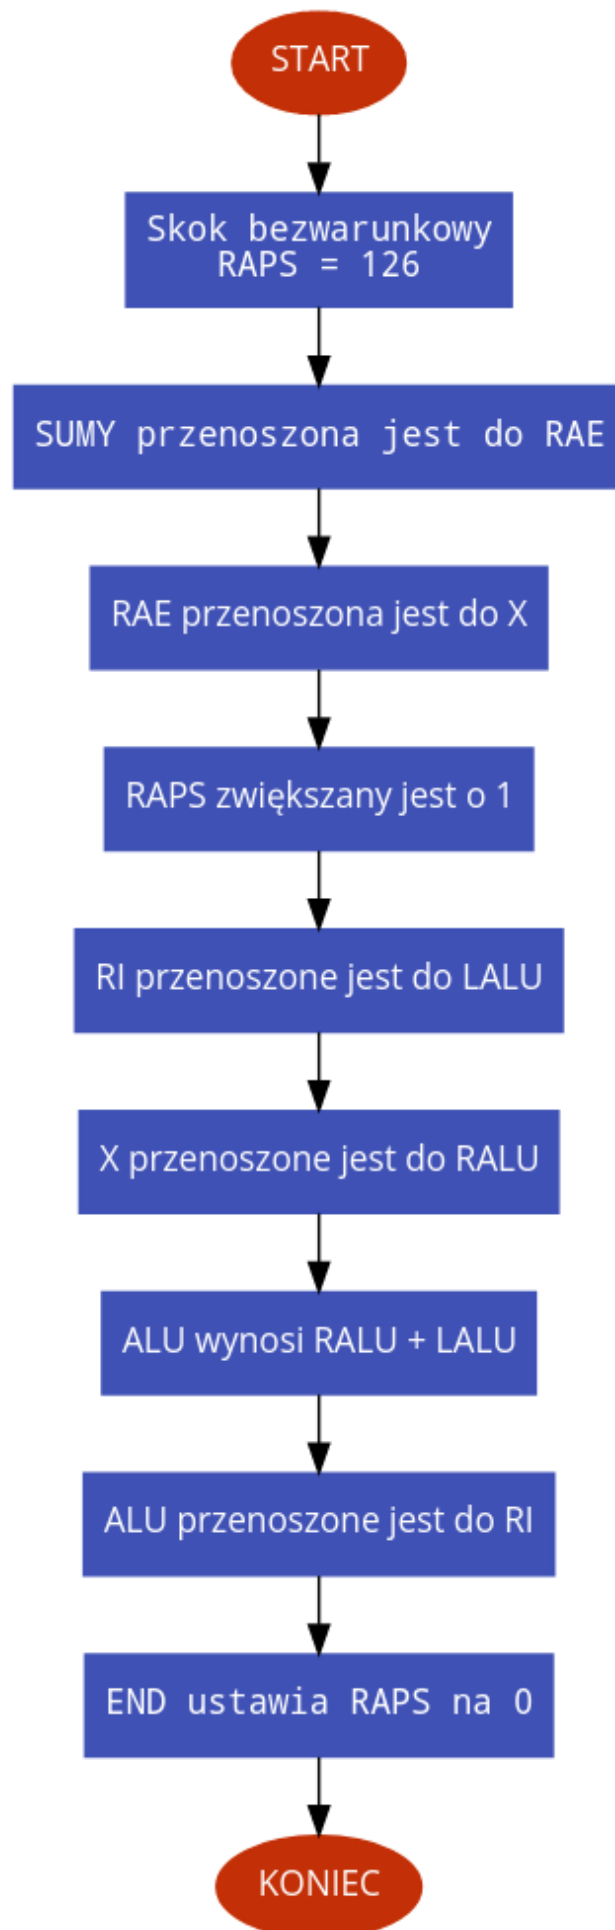 START
Skok bezwarunkowy
RAPS = 126
SUMY przenoszona jest do RAE
RAE przenoszona jest do X
RAPS zwiększany jest o 1
RI przenoszone jest do LALU
X przenoszone jest do RALU
ALU wynosi RALU + LALU
ALU przenoszone jest do RI
END ustawia RAPS na 0
KONIEC